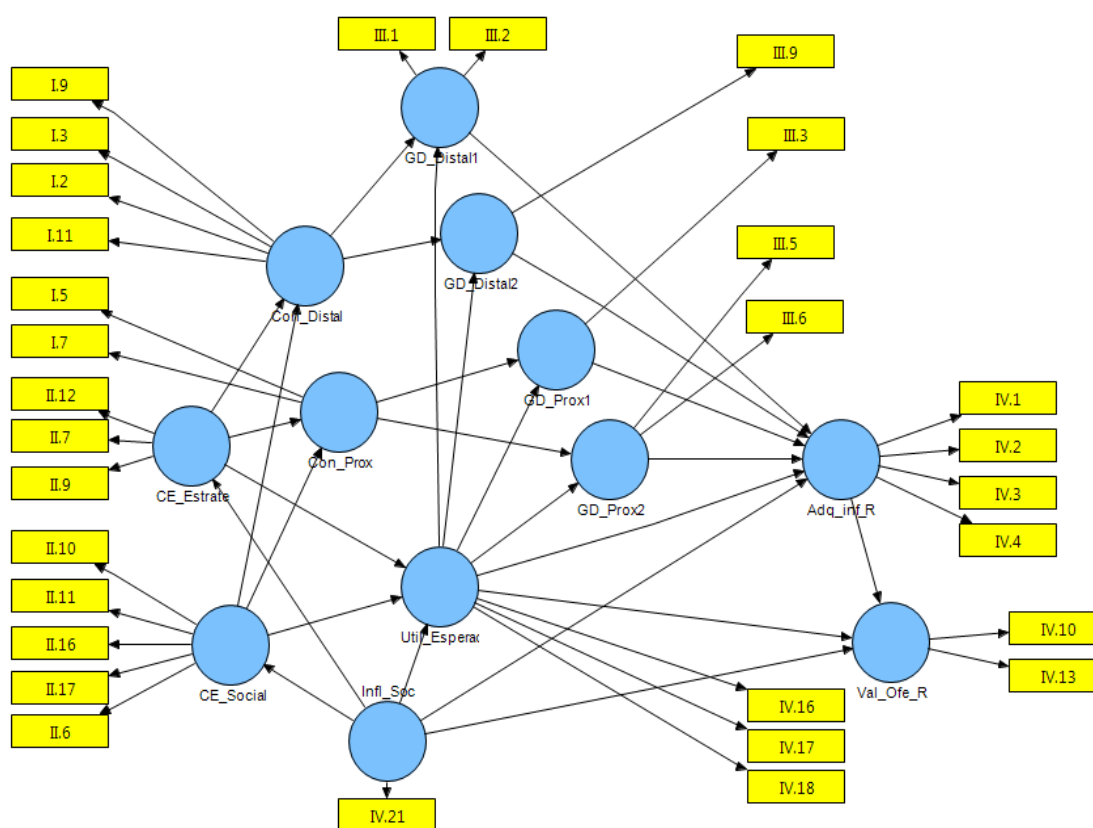 III.1
III.2
III.9
I.9
I.3
III.3
GD_Distal1
I.2
I.11
III.5
GD_Distal2
I.5
Con_Distal
III.6
I.7
II.12
GD_Prox1
IV.1
II.7
IV.2
Con_Prox
II.9
CE_Estrate
IV.3
GD_Prox2
Adq_inf_R
IV.4
II.10
II.11
IV.10
II.16
Util_Esperad
II.17
IV.13
CE_Social
Infl_Soc
Val_Ofe_R
IV.16
II.6
IV.17
IV.18
IV.21